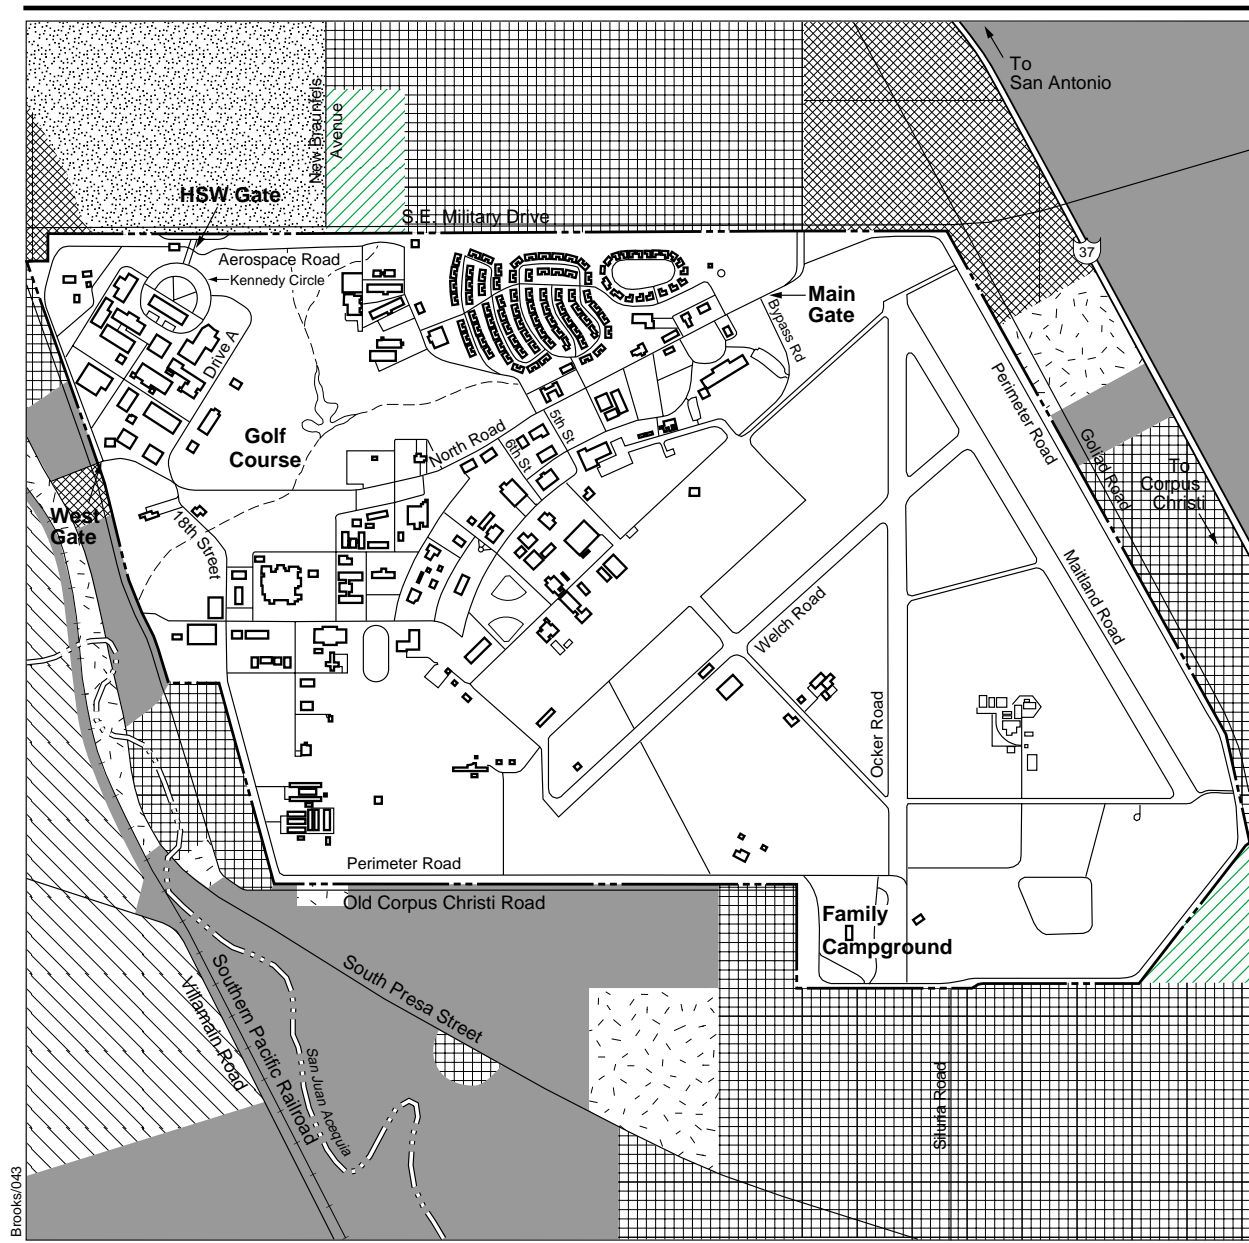 To
San Antonio
New Braunfels
Avenue
HSW Gate
S.E. Military Drive
Aerospace Road
Kennedy Circle
37
Main
Gate
Bypass Rd
Drive A
Perimeter Road
Golf
Course
North Road
5th St
6th St
Goliad Road
To
Corpus
Christi
West
Gate
18th Street
Maitland Road
Welch Road
Ocker Road
Perimeter Road
Old Corpus Christi Road
Family
Campground
South Presa Street
Southern Pacific Railroad
Villamain Road
San Juan Acequia
Siluria Road
Brooks/043